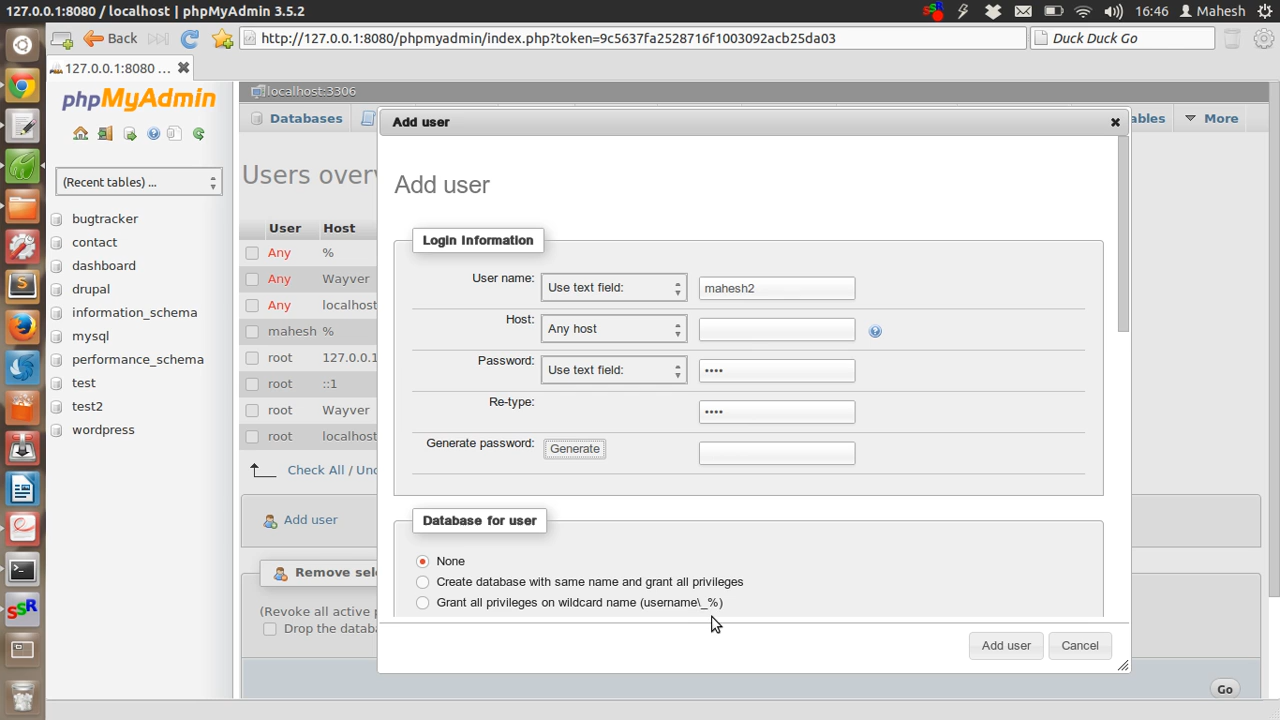 127.0.0.1:8080 / localhost | phpMyAdmin 3.5.2
16:46 Mahesh
Back
http://127.0.0.1:8080/phpmyadmin/index.php?token=9c5637fa2528716f1003d92acb25da03
Duck Duck Go
127.0.0.1:8080 ...
phpMyAdmin
(Recent tables) ...
bugtracker
contact
dashboard
drupal
information_schema
mysql
performance_schema
test
test2
wordpress
localhost:3306
Databases
ables
More
Users over
User Host
Any %
Any Wayver
Any localhost
mahesh %
root 127.0.0.1
root ::1
root Wayver
root localhost
Check All / Unc
Add user
Remove sel
(Revoke all active p
Drop the databa
Go
Add user
Add user
Login Information
User name: Use text field: mahesh2
Host: Any host
Password: Use text field: ••••
Re-type: ••••
Generate password: Generate
Database for user
None
Create database with same name and grant all privileges
Grant all privileges on wildcard name (username\_%)
Add user Cancel